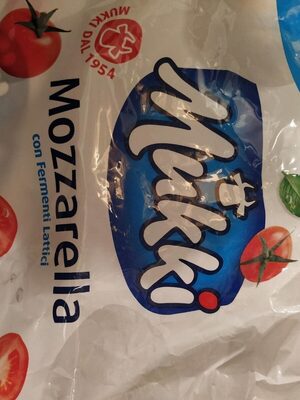 MUKKI DAL 1954
Mukki
Mozzarella
con Fermenti Lattici